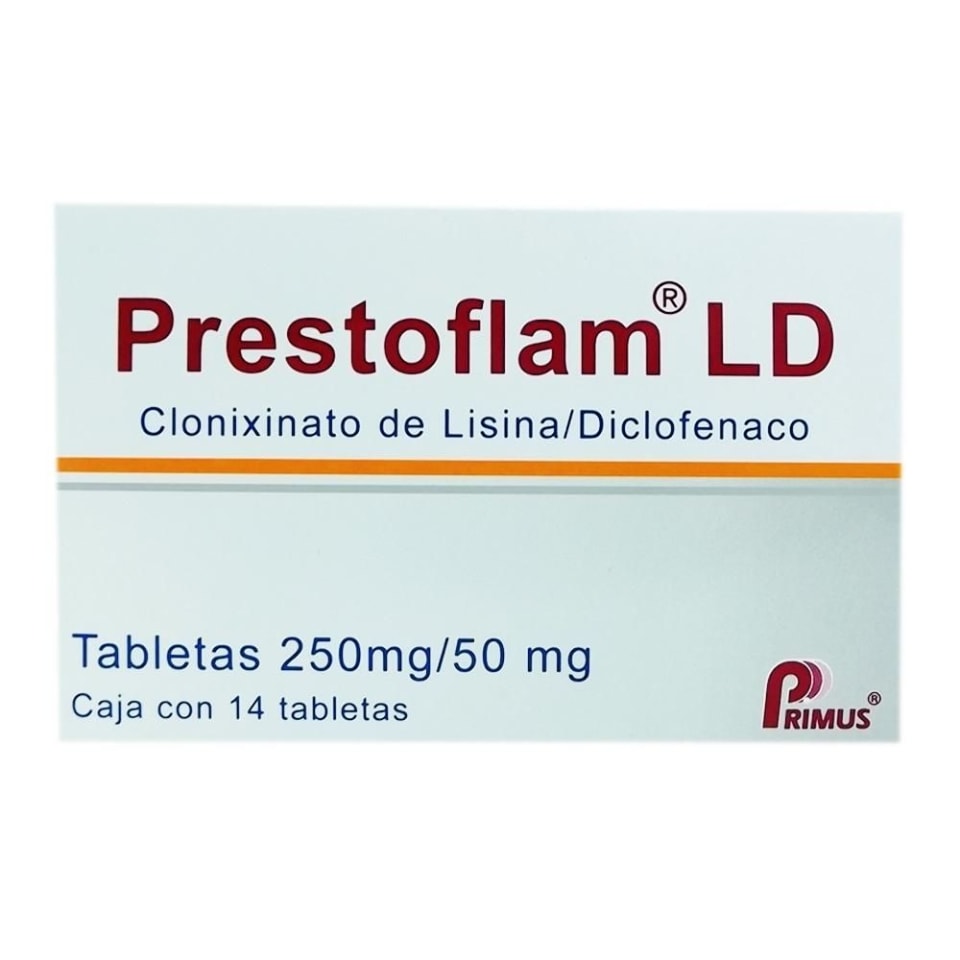 Prestoflam® LD
Clonixinato de Lisina/Diclofenaco
Tabletas 250mg/50 mg
Caja con 14 tabletas
PRIMUS®